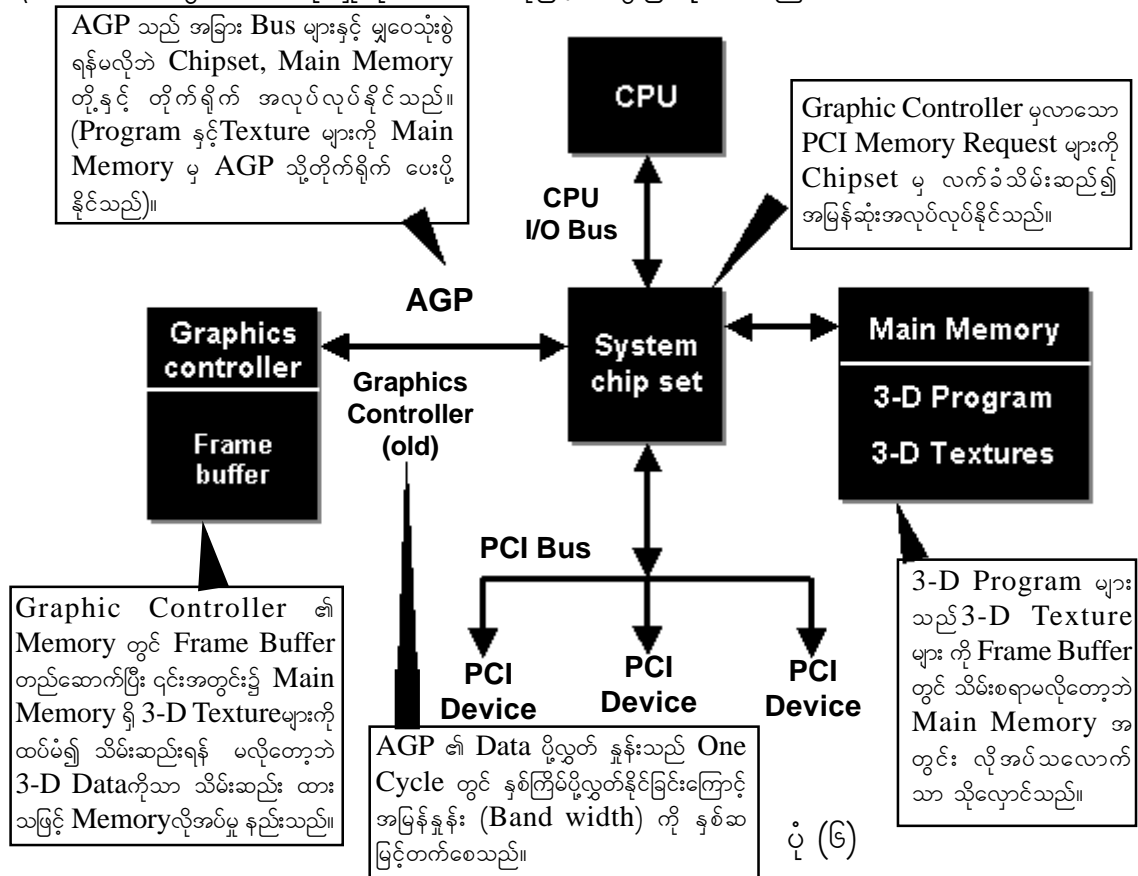 AGP သည် အခြား Bus များနှင့် မျှဝေသုံးစွဲ
ရန်မလိုဘဲ Chipset, Main Memory
တို့နှင့် တိုက်ရိုက် အလုပ်လုပ်နိုင်သည်။
(Program နှင့်Texture များကို Main
Memory မှ AGP သို့တိုက်ရိုက် ပေးပို့
နိုင်သည်)။
CPU
Graphic Controller မှလာသော
PCI Memory Request များကို
Chipset မှ လက်ခံသိမ်းဆည်၍
အမြန်ဆုံးအလုပ်လုပ်နိုင်သည်။
CPU
I/O Bus
AGP
Graphics
controller
Frame
buffer
Graphics
Controller
(old)
System
chip set
Main Memory
3-D Program
3-D Textures
PCI Bus
PCI
Device
PCI
Device
PCI
Device
Graphic Controller ၏
Memory တွင် Frame Buffer
တည်ဆောက်ပြီး ၎င်းအတွင်း၌ Main
Memory ရှိ 3-D Textureများကို
ထပ်မံ၍ သိမ်းဆည်းရန် မလိုတော့ဘဲ
3-D Dataကိုသာ သိမ်းဆည်း ထား
သဖြင့် Memoryလိုအပ်မှု နည်းသည်။
AGP ၏ Data ပို့လွှတ် နှုန်းသည် One
Cycle တွင် နှစ်ကြိမ်ပို့လွှတ်နိုင်ခြင်းကြောင့်
အမြန်နှုန်း (Band width) ကို နှစ်ဆ
မြင့်တက်စေသည်။
3-D Program များ
သည်3-D Texture
များ ကို Frame Buffer
တွင် သိမ်းစရာမလိုတော့ဘဲ
Main Memory အ
တွင်း လိုအပ်သလောက်
သာ သိုလှောင်သည်။
ပုံ (၆)